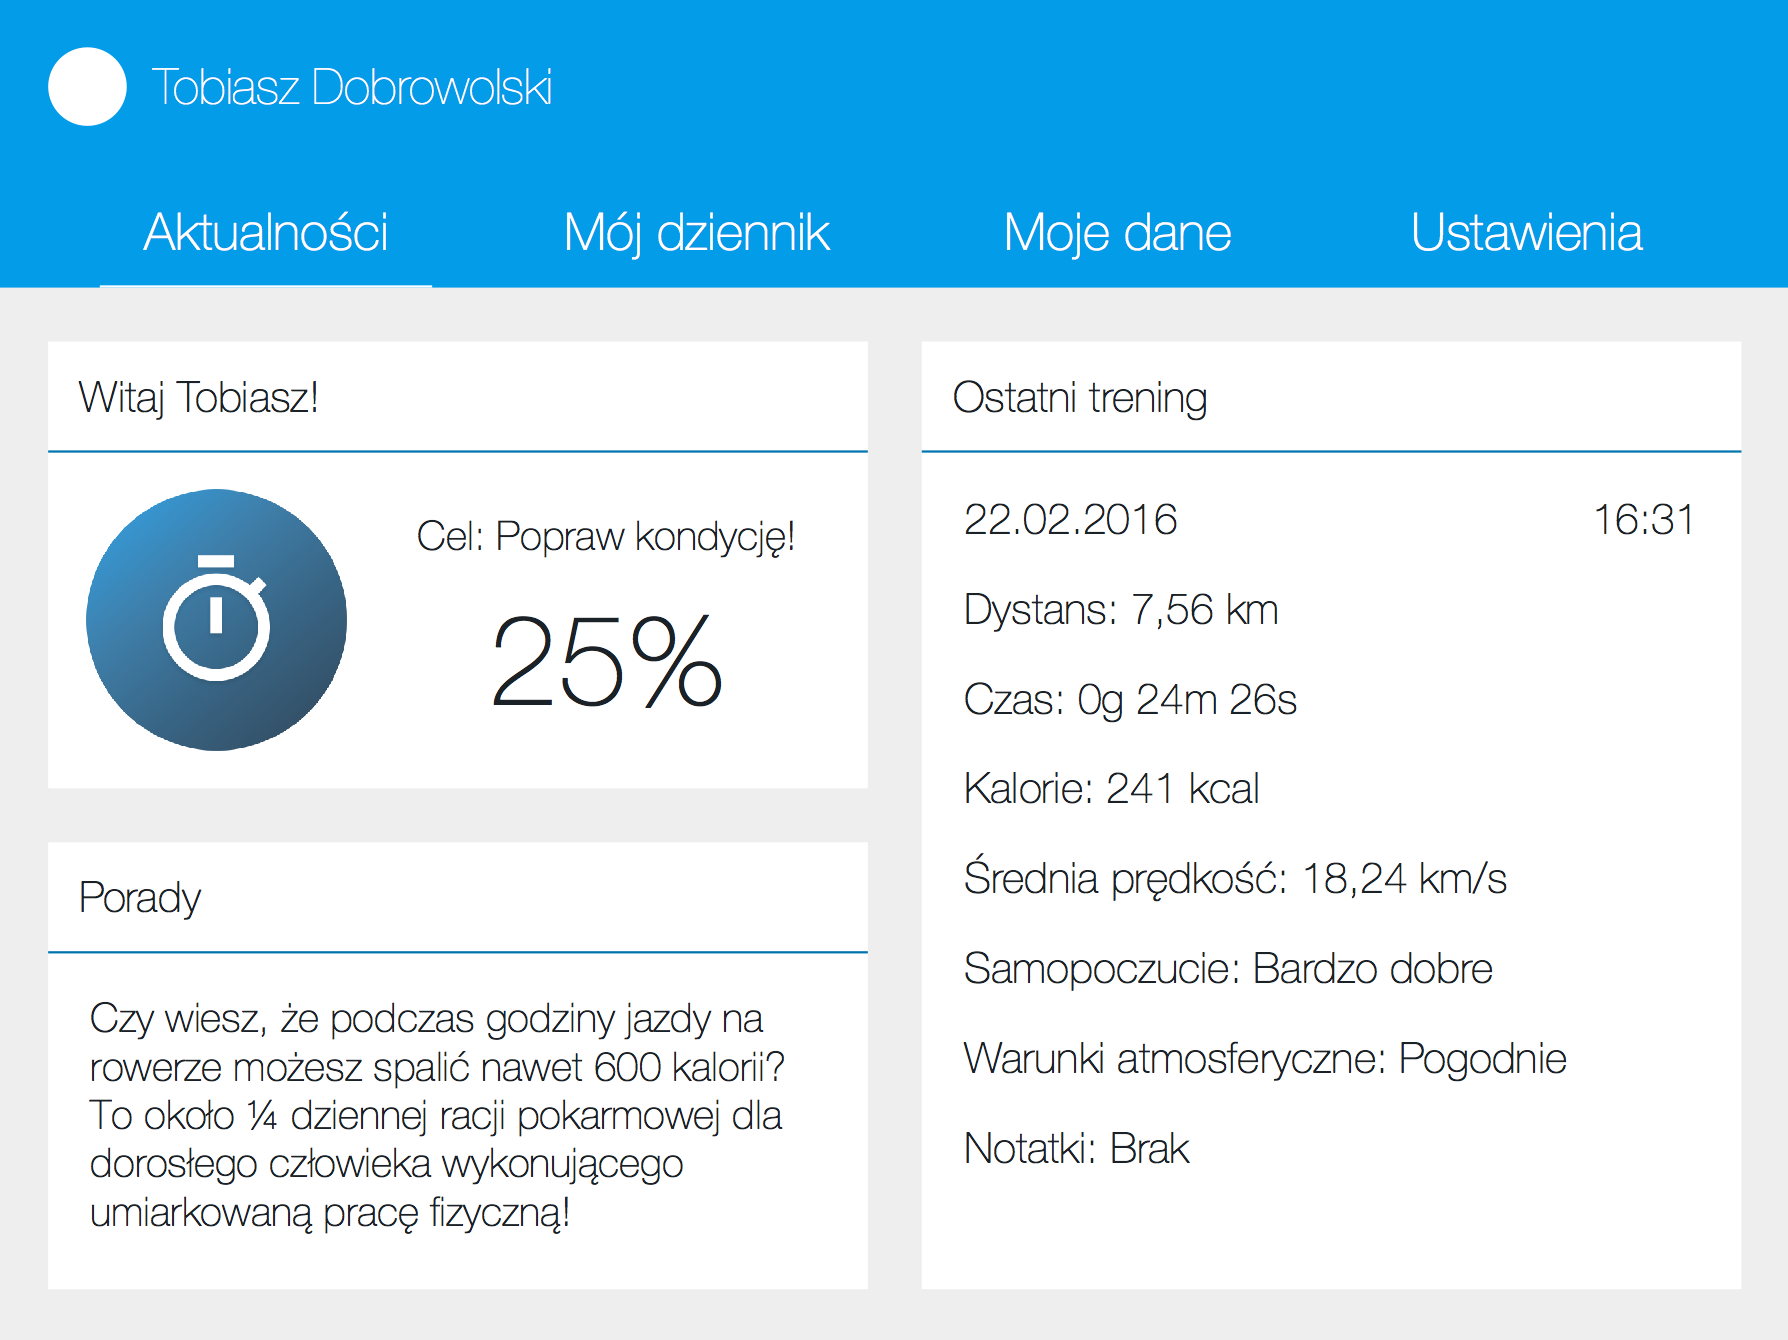 Tobiasz Dobrowolski
Aktualności
Mój dziennik
Moje dane
Ustawienia
Witaj Tobiasz!
Cel: Popraw kondycję!
25%
Porady
Czy wiesz, że podczas godziny jazdy na
rowerze możesz spalić nawet 600 kalorii?
To około ¼ dziennej racji pokarmowej dla
dorosłego człowieka wykonującego
umiarkowaną pracę fizyczną!
Ostatni trening
22.02.2016 16:31
Dystans: 7,56 km
Czas: 0g 24m 26s
Kalorie: 241 kcal
Średnia prędkość: 18,24 km/s
Samopoczucie: Bardzo dobre
Warunki atmosferyczne: Pogodnie
Notatki: Brak